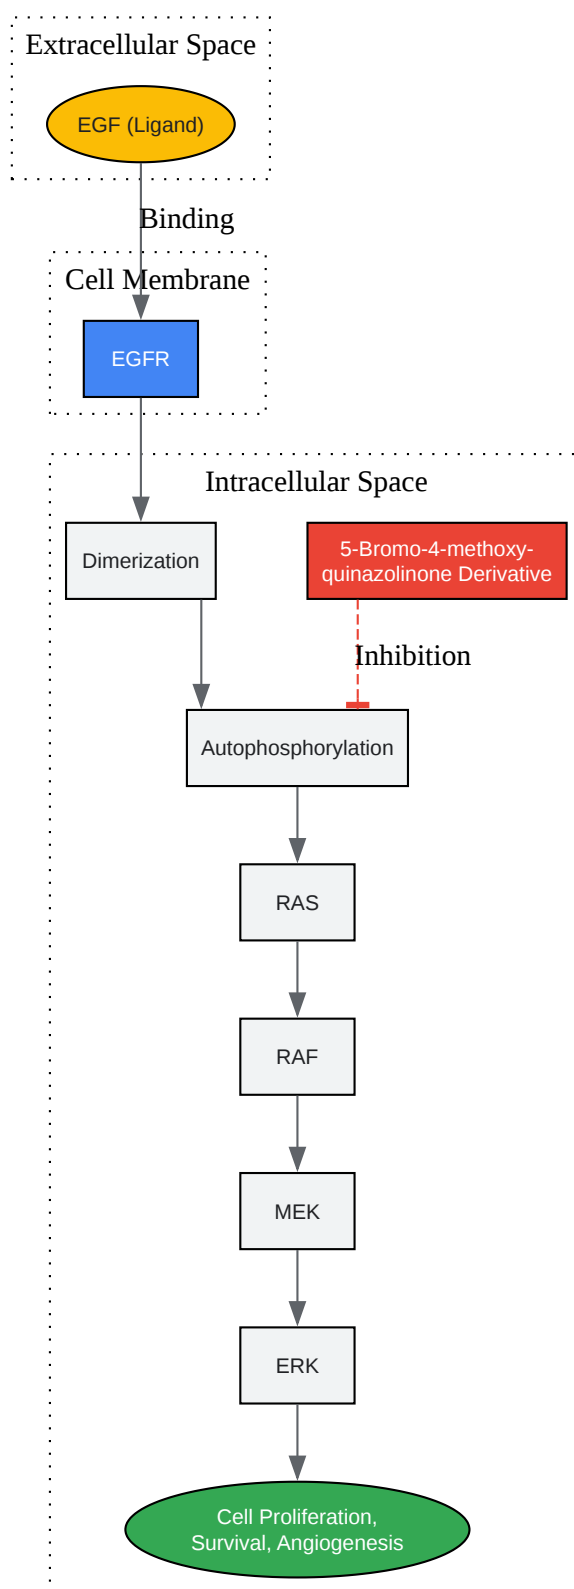 Extracellular Space
EGF (Ligand)
Binding
Cell Membrane
EGFR
Intracellular Space
Dimerization
5-Bromo-4-methoxy-
quinazolinone Derivative
Inhibition
Autophosphorylation
RAS
RAF
MEK
ERK
Cell Proliferation,
Survival, Angiogenesis